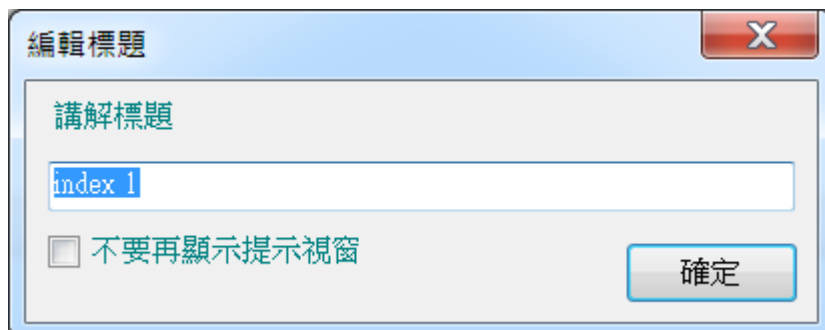 編輯標題
講解標題
index 1
不要再顯示提示視窗
確定